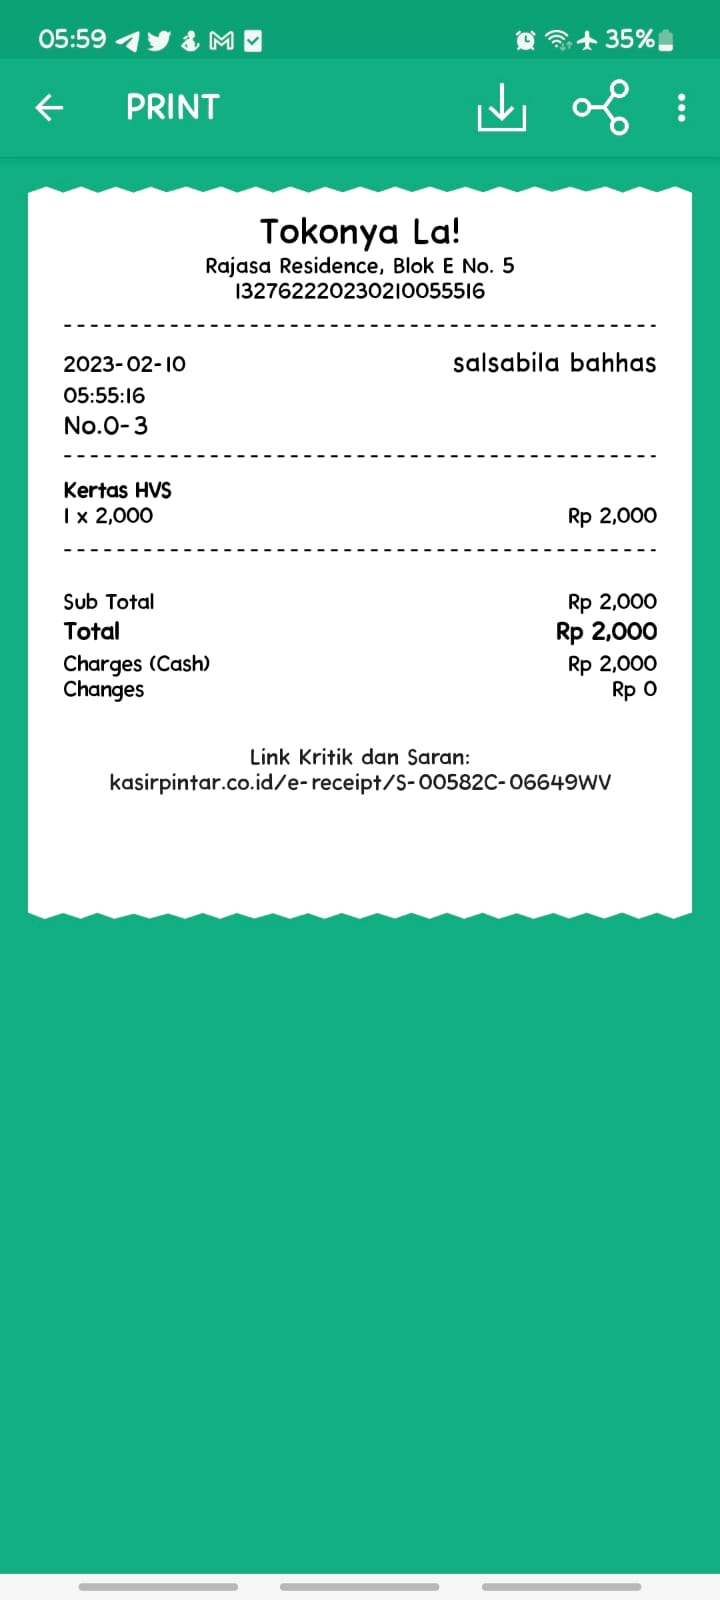 05:59 35%
PRINT
Tokonya La!
Rajasa Residence, Blok E No. 5
132762220230210055516
2023-02-10 salsabila bahhas
05:55:16
No.0-3
Kertas HVS
1 x 2,000 Rp 2,000
Sub Total Rp 2,000
Total Rp 2,000
Charges (Cash) Rp 2,000
Changes Rp 0
Link Kritik dan Saran:
kasirpintar.co.id/e-receipt/S-00582C-06649WV